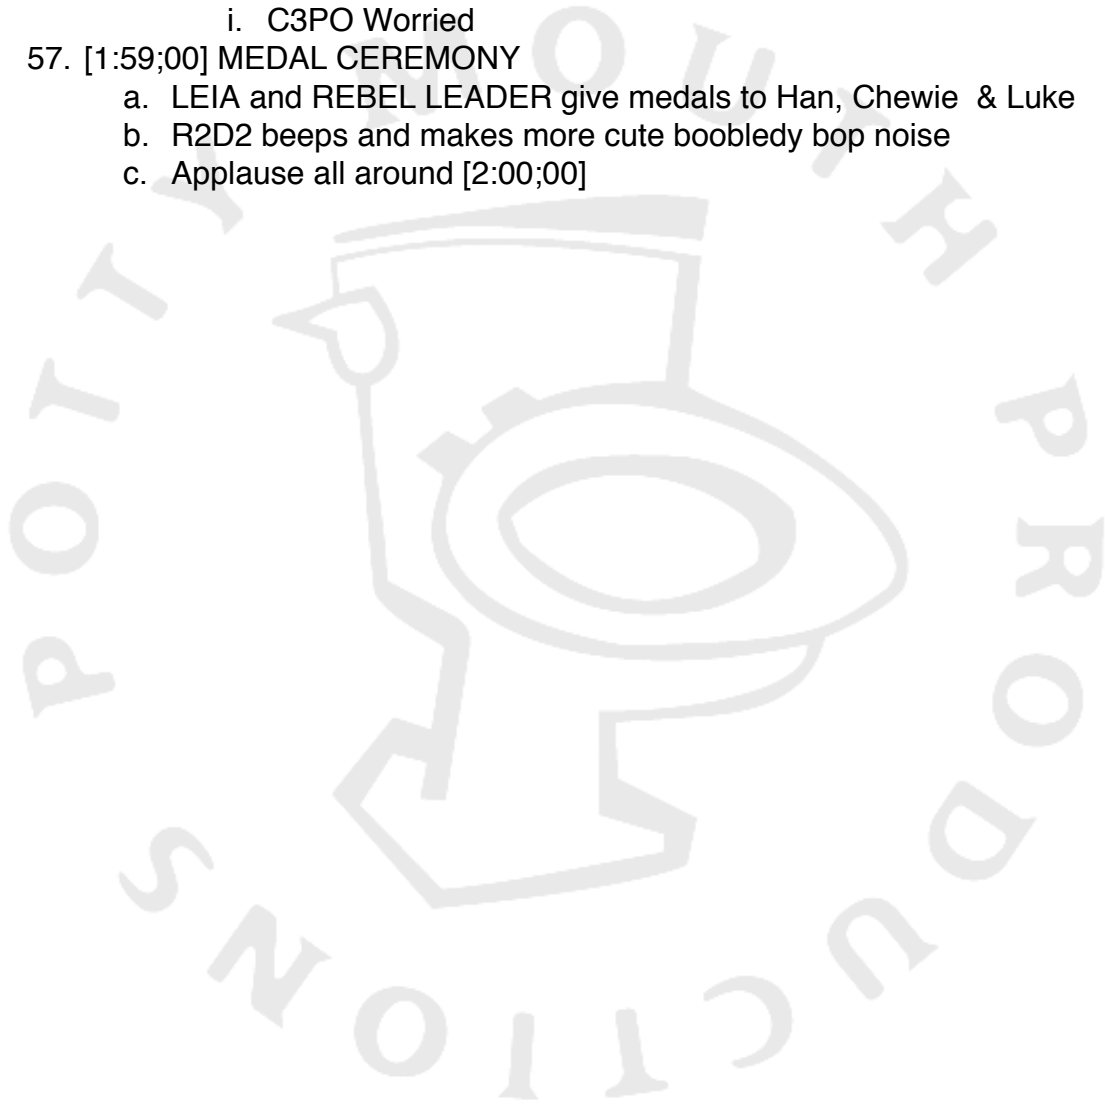 i. C3PO Worried
57. [1:59;00] MEDAL CEREMONY
a. LEIA and REBEL LEADER give medals to Han, Chewie & Luke
b. R2D2 beeps and makes more cute boobledy bop noise
c. Applause all around [2:00;00]
POTTY MOUTH PRODUCTIONS